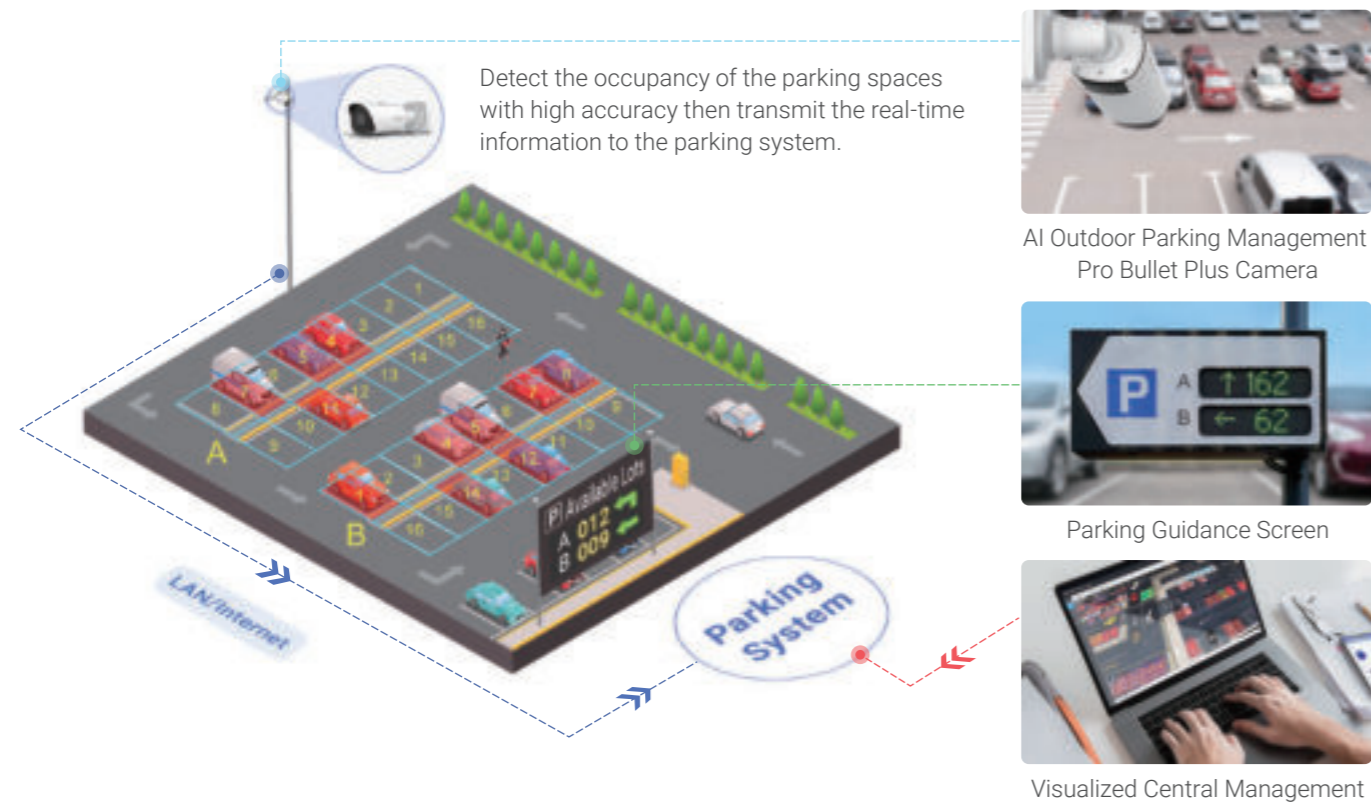 Detect the occupancy of the parking spaces
with high accuracy then transmit the real-time
information to the parking system.
AI Outdoor Parking Management
Pro Bullet Plus Camera
P
A ↑ 162
B ← 62
Parking Guidance Screen
Visualized Central Management
1
2
3
4
5
7
8
9
10
11
12
13
14
15
16
A
1
2
3
4
5
6
7
8
9
10
11
12
13
14
15
16
B
P Available Lots
A 012
B 009
LAN/Internet
Parking
System